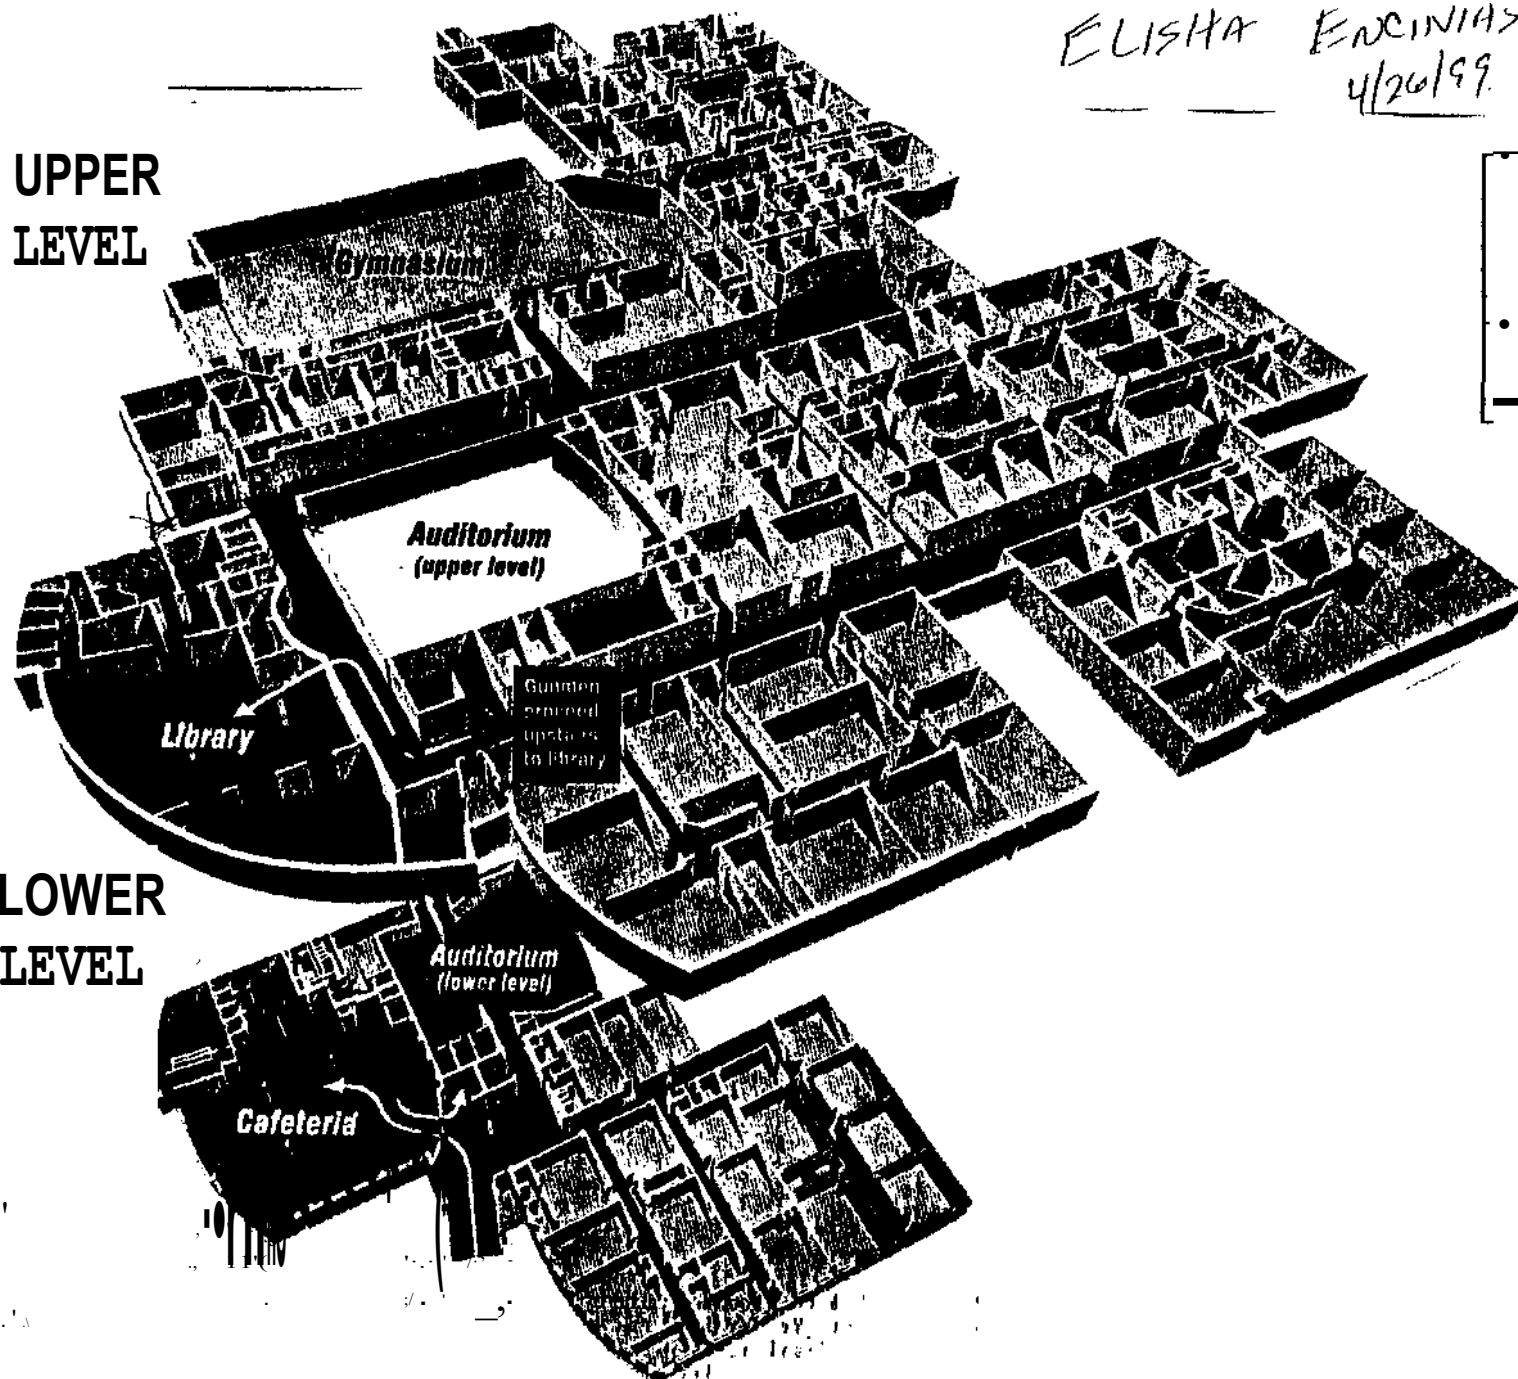 ELISHA ENCINIAS
4/26/99.
UPPER
LEVEL
Gymnasium
Auditorium
(upper level)
Gunmen
proceed
upstairs
to library
Library
LOWER
LEVEL
Auditorium
(lower level)
Cafeteria